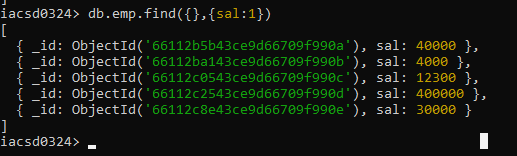 ]
iacsd0324> db.emp.find({},{sal:1})
[
  { _id: ObjectId('66112b5b43ce9d66709f990a'), sal: 40000 },
  { _id: ObjectId('66112ba143ce9d66709f990b'), sal: 4000 },
  { _id: ObjectId('66112c0543ce9d66709f990c'), sal: 12300 },
  { _id: ObjectId('66112c2543ce9d66709f990d'), sal: 400000 },
  { _id: ObjectId('66112c8e43ce9d66709f990e'), sal: 30000 }
]
iacsd0324>